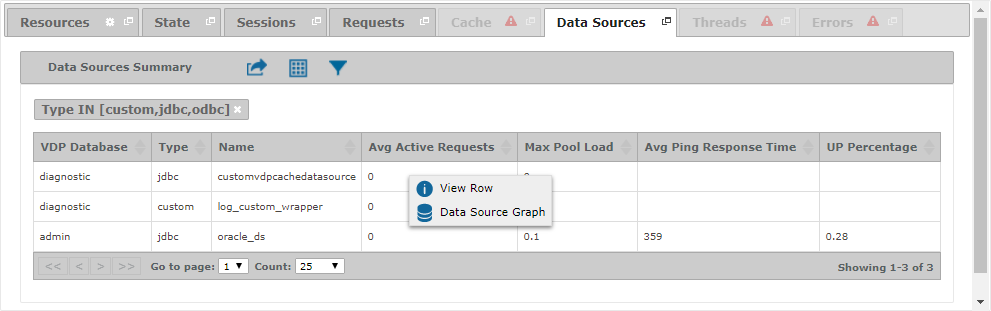 Resources State Sessions Requests Cache Data Sources Threads Errors
Data Sources Summary
Type IN [custom,jdbc,odbc] ×
VDP Database Type Name Avg Active Requests Max Pool Load Avg Ping Response Time UP Percentage
diagnostic jdbc customvdpcachedatasource 0
View Row
diagnostic custom log_custom_wrapper 0
Data Source Graph
admin jdbc oracle_ds 0 0.1 359 0.28
<< < > >> Go to page: 1 Count: 25 Showing 1-3 of 3